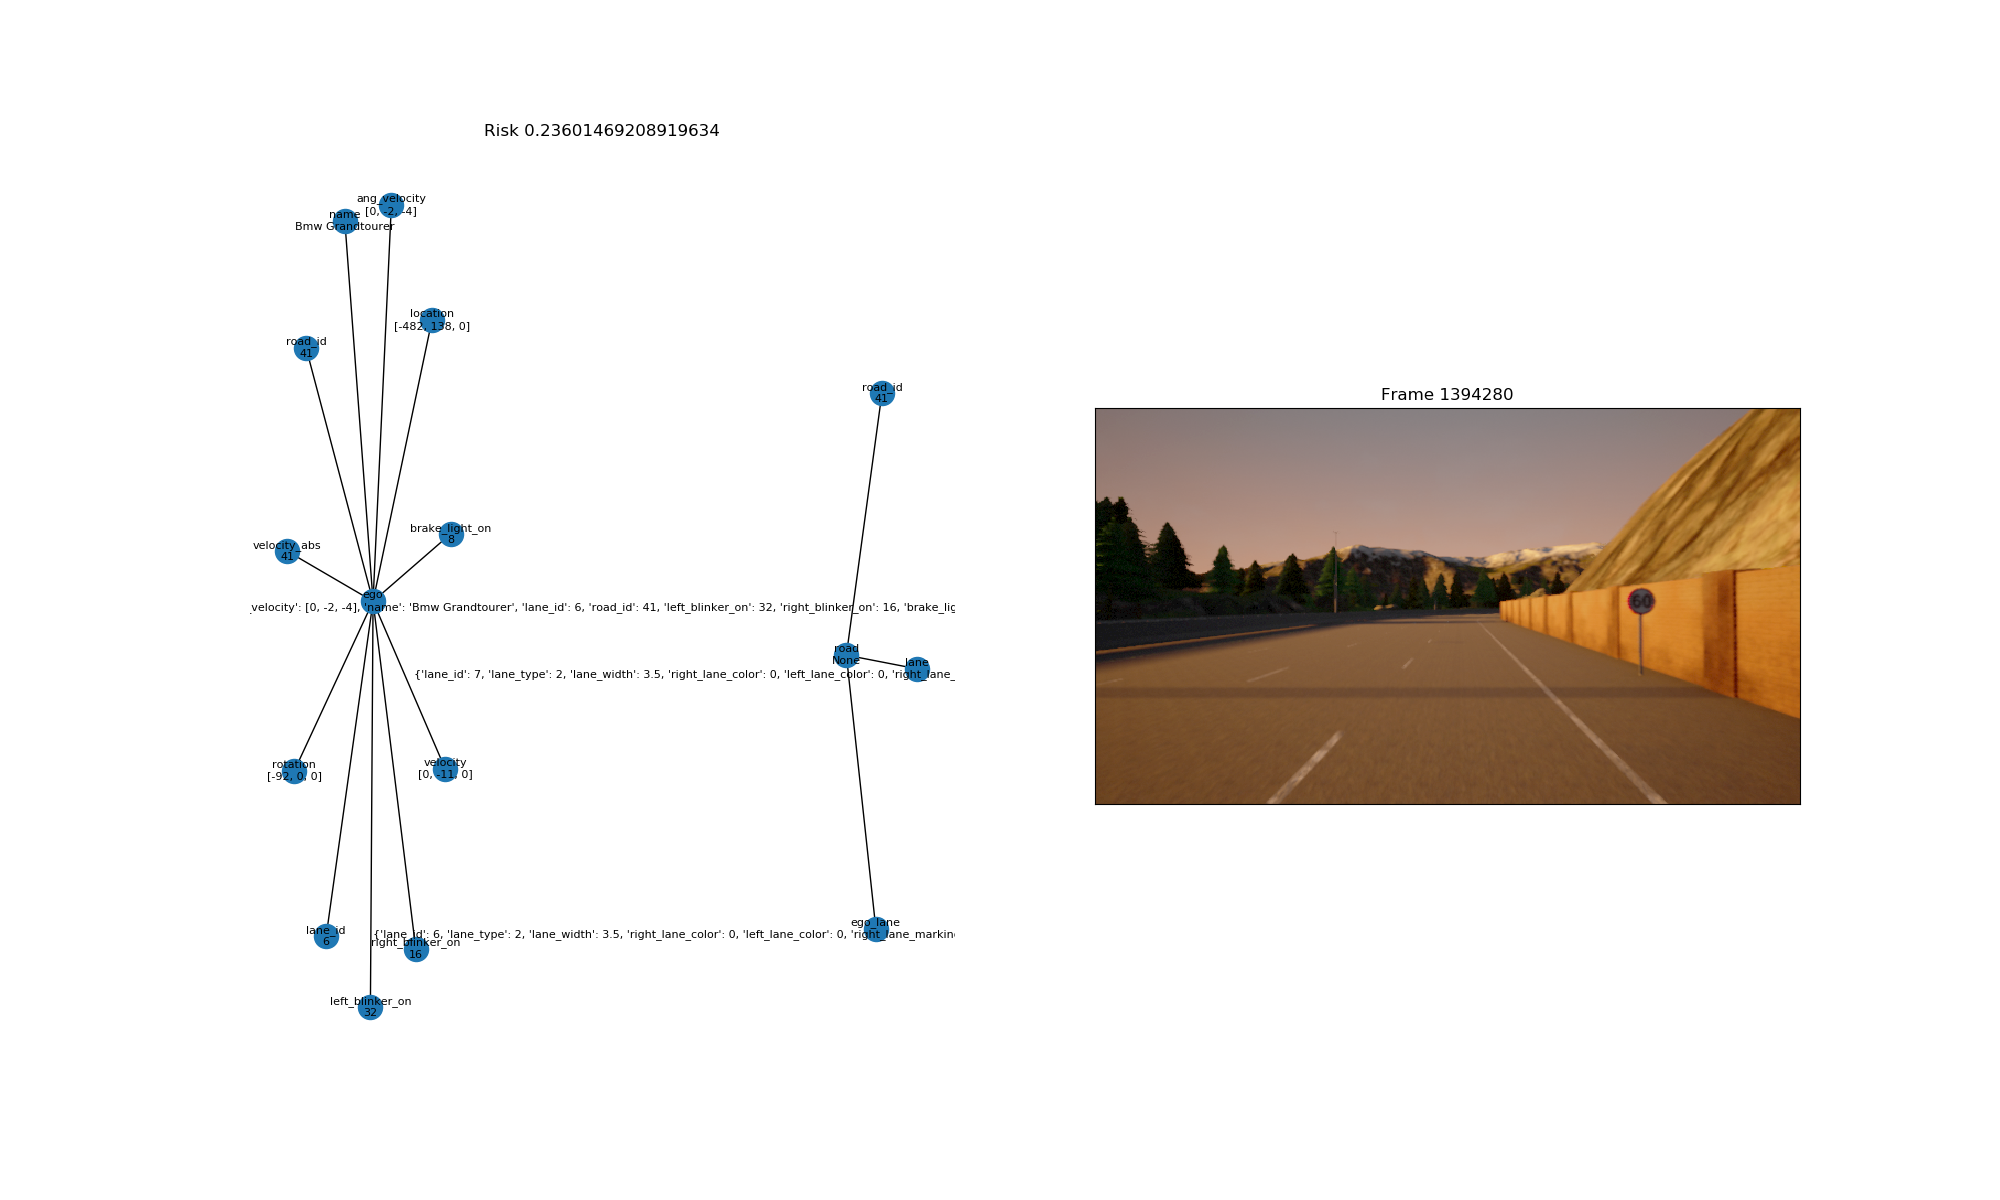 Risk 0.23601469208919634
ang_velocity
[0, -2, -4]
name
Bmw Grandtourer
location
[-482, 138, 0]
road_id
41
road_id
41
Frame 1394280
brake_light_on
8
velocity_abs
41
ego
_velocity': [0, -2, -4], 'name': 'Bmw Grandtourer', 'lane_id': 6, 'road_id': 41, 'left_blinker_on': 32, 'right_blinker_on': 16, 'brake_lig
60
road
None
lane
{'lane_id': 7, 'lane_type': 2, 'lane_width': 3.5, 'right_lane_color': 0, 'left_lane_color': 0, 'right_lane_
rotation
[-92, 0, 0]
velocity
[0, -11, 0]
ego_lane
{'lane_id': 6, 'lane_type': 2, 'lane_width': 3.5, 'right_lane_color': 0, 'left_lane_color': 0, 'right_lane_markin
lane_id
6
right_blinker_on
16
left_blinker_on
32